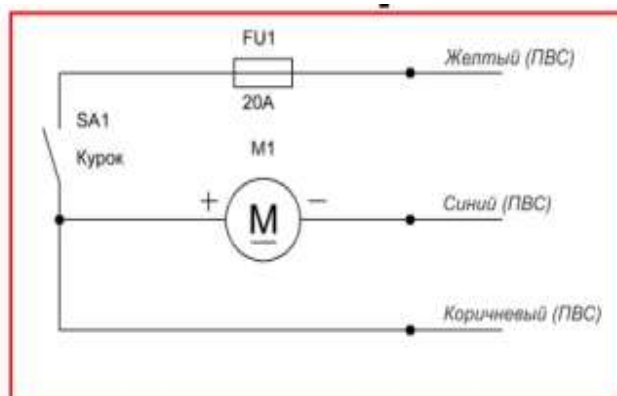 FU1
Желтый (ПВС)
20A
SA1
Курок
M1
+ M −
Синий (ПВС)
Коричневый (ПВС)